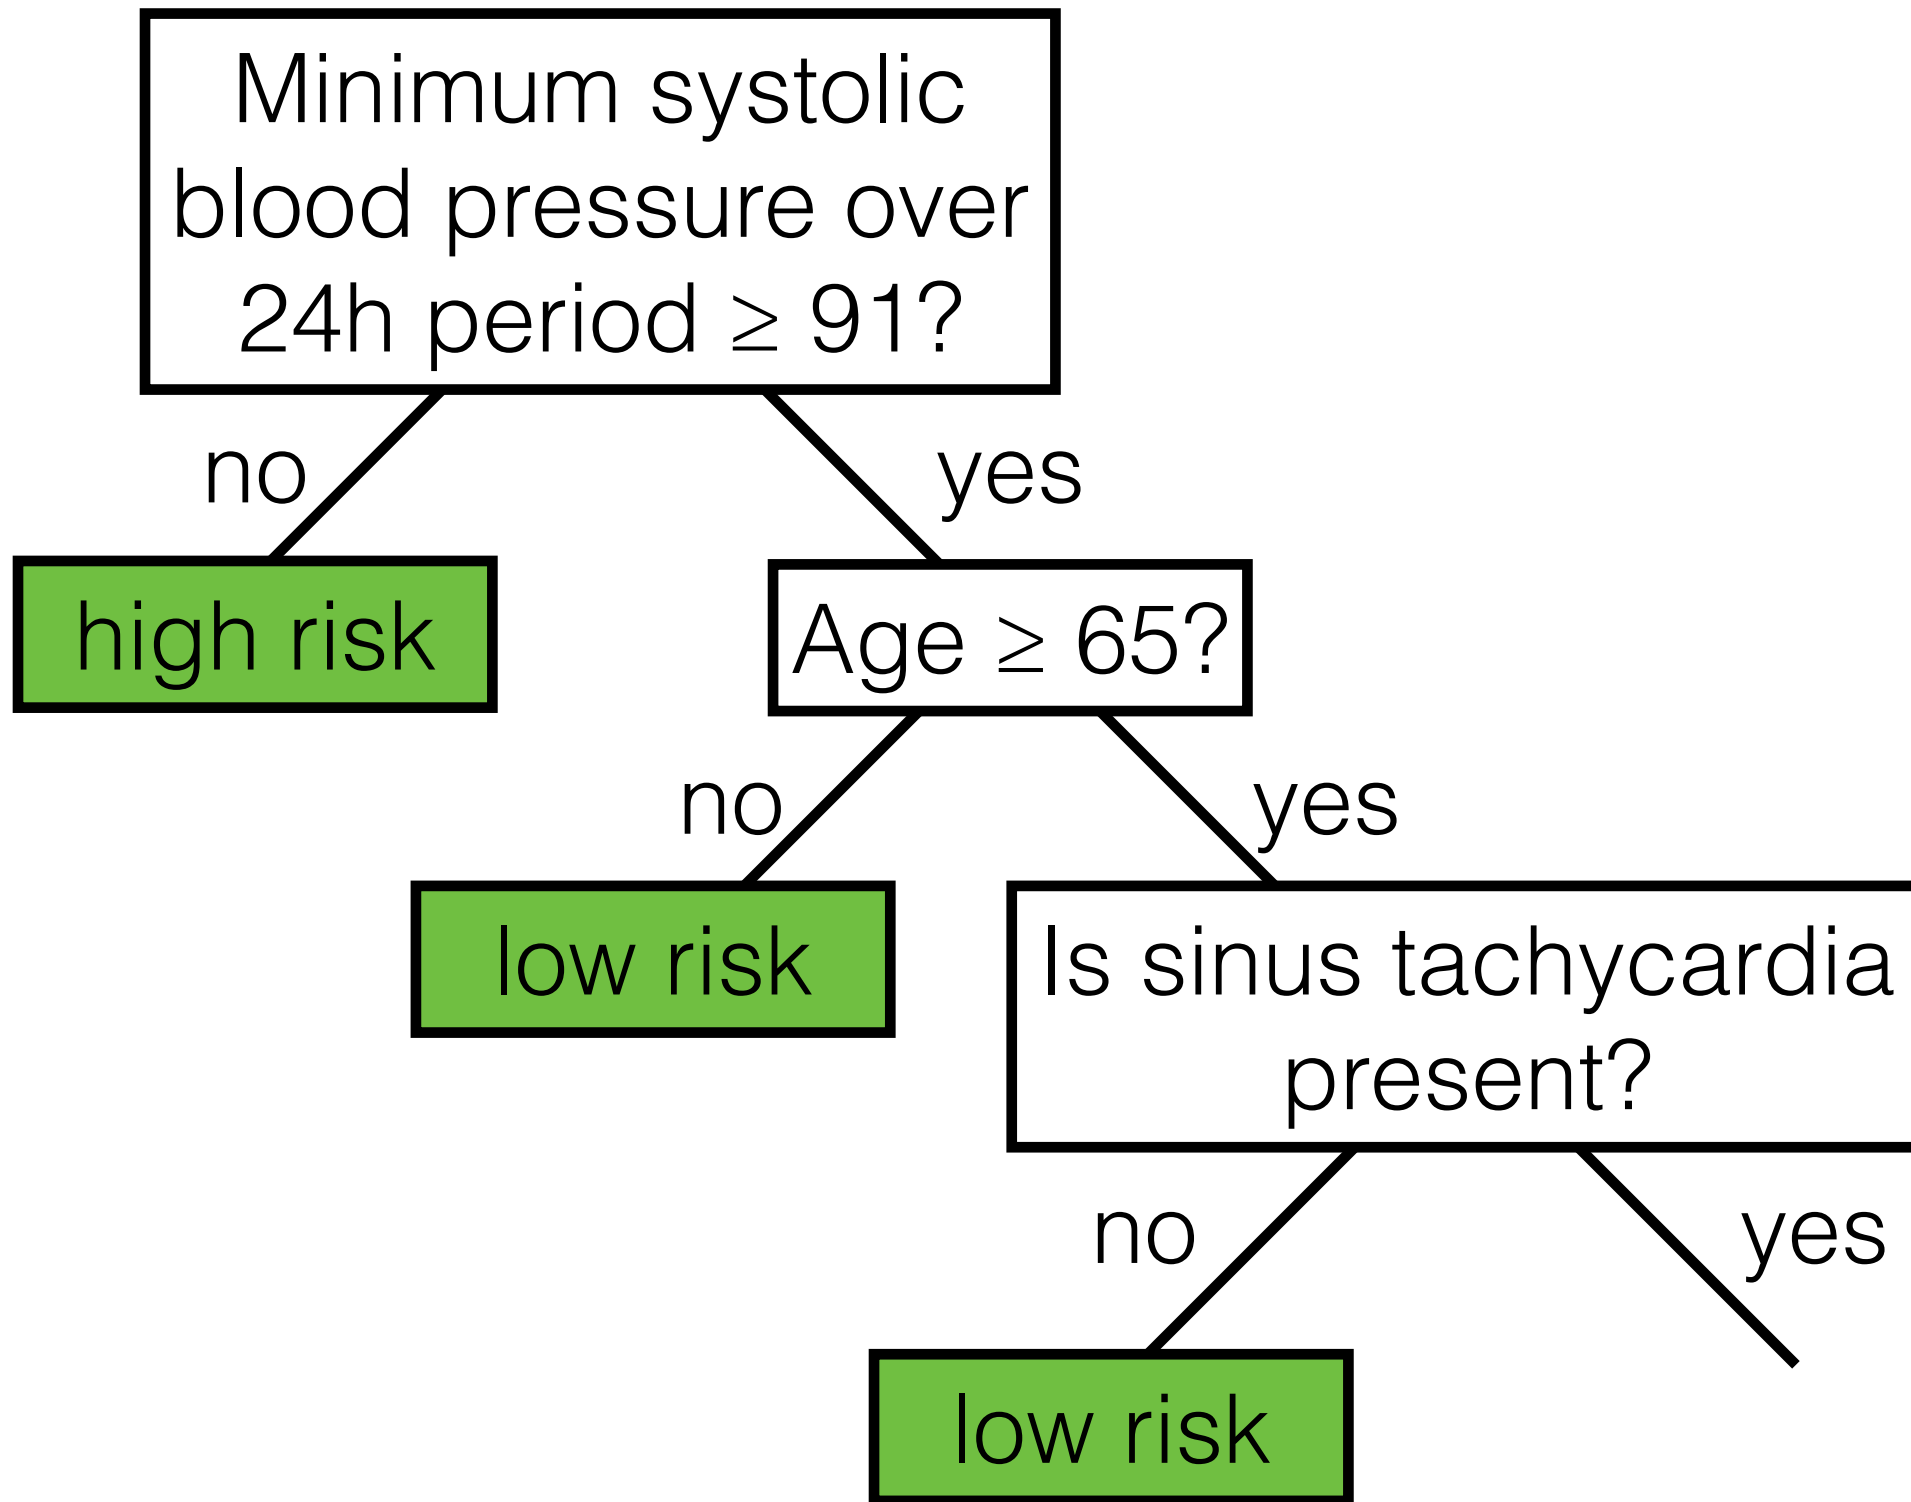 Minimum systolic
blood pressure over
24h period ≥ 91?
no
yes
high risk
Age ≥ 65?
no
yes
low risk
Is sinus tachycardia
present?
no
yes
low risk